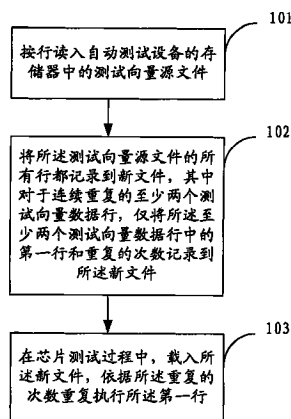 101
按行读入自动测试设备的存
储器中的测试向量源文件
102
将所述测试向量源文件的所
有行都记录到新文件，其中
对于连续重复的至少两个测
试向量数据行，仅将所述至
少两个测试向量数据行中的
第一行和重复的次数记录到
所述新文件
103
在芯片测试过程中，载入所
述新文件，依据所述重复的
次数重复执行所述第一行